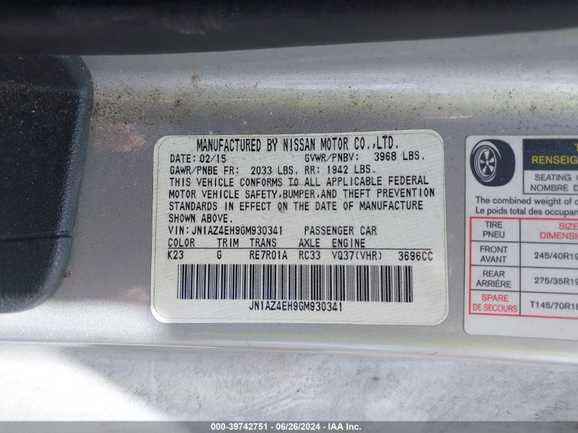 MANUFACTURED BY NISSAN MOTOR CO.,LTD.
DATE: 02/15 GVWR/PNBV: 3968 LBS.
GAWR/PNBE FR: 2033 LBS. RR: 1942 LBS.
THIS VEHICLE CONFORMS TO ALL APPLICABLE FEDERAL
MOTOR VEHICLE SAFETY, BUMPER, AND THEFT PREVENTION
STANDARDS IN EFFECT ON THE DATE OF MANUFACTURE
SHOWN ABOVE.
VIN: JN1AZ4EH9GM930341 PASSENGER CAR
COLOR TRIM TRANS AXLE ENGINE
K23 G RE7R01A RC33 VQ37(VHR) 3696CC
JN1AZ4EH9GM930341
RENSEIGN
SEATING
NOMBRE D
The combined weight of
Le poids total des occu
TIRE SIZE
PNEU DIMENS
FRONT 245/40R19
AVANT
REAR 275/35R19
ARRIÈRE
SPARE T145/70R18
DE SECOURS
000-39742751 - 06/26/2024 - IAA Inc.